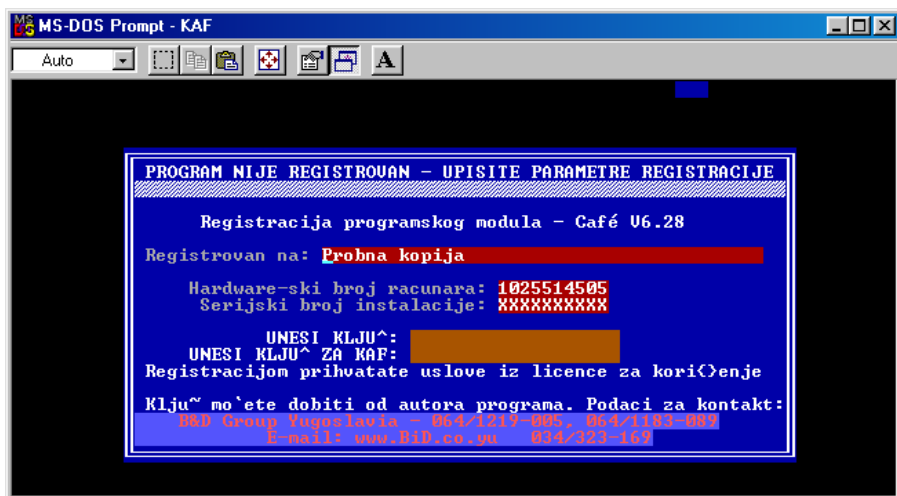 MS-DOS Prompt - KAF
Auto
PROGRAM NIJE REGISTROVAN - UPISITE PARAMETRE REGISTRACIJE
Registracija programskog modula - Café V6.28
Registrovan na: Probna kopija
Hardware-ski broj racunara: 1025514505
Serijski broj instalacije: XXXXXXXXXX
UNESI KLJU^:
UNESI KLJU^ ZA KAF:
Registracijom prihvatate uslove iz licence za kori{}enje
Klju~ mo`ete dobiti od autora programa. Podaci za kontakt:
B&D Group Yugoslavia - 064/1219-005, 064/1183-089
E-mail: www.BiD.co.yu 034/323-169